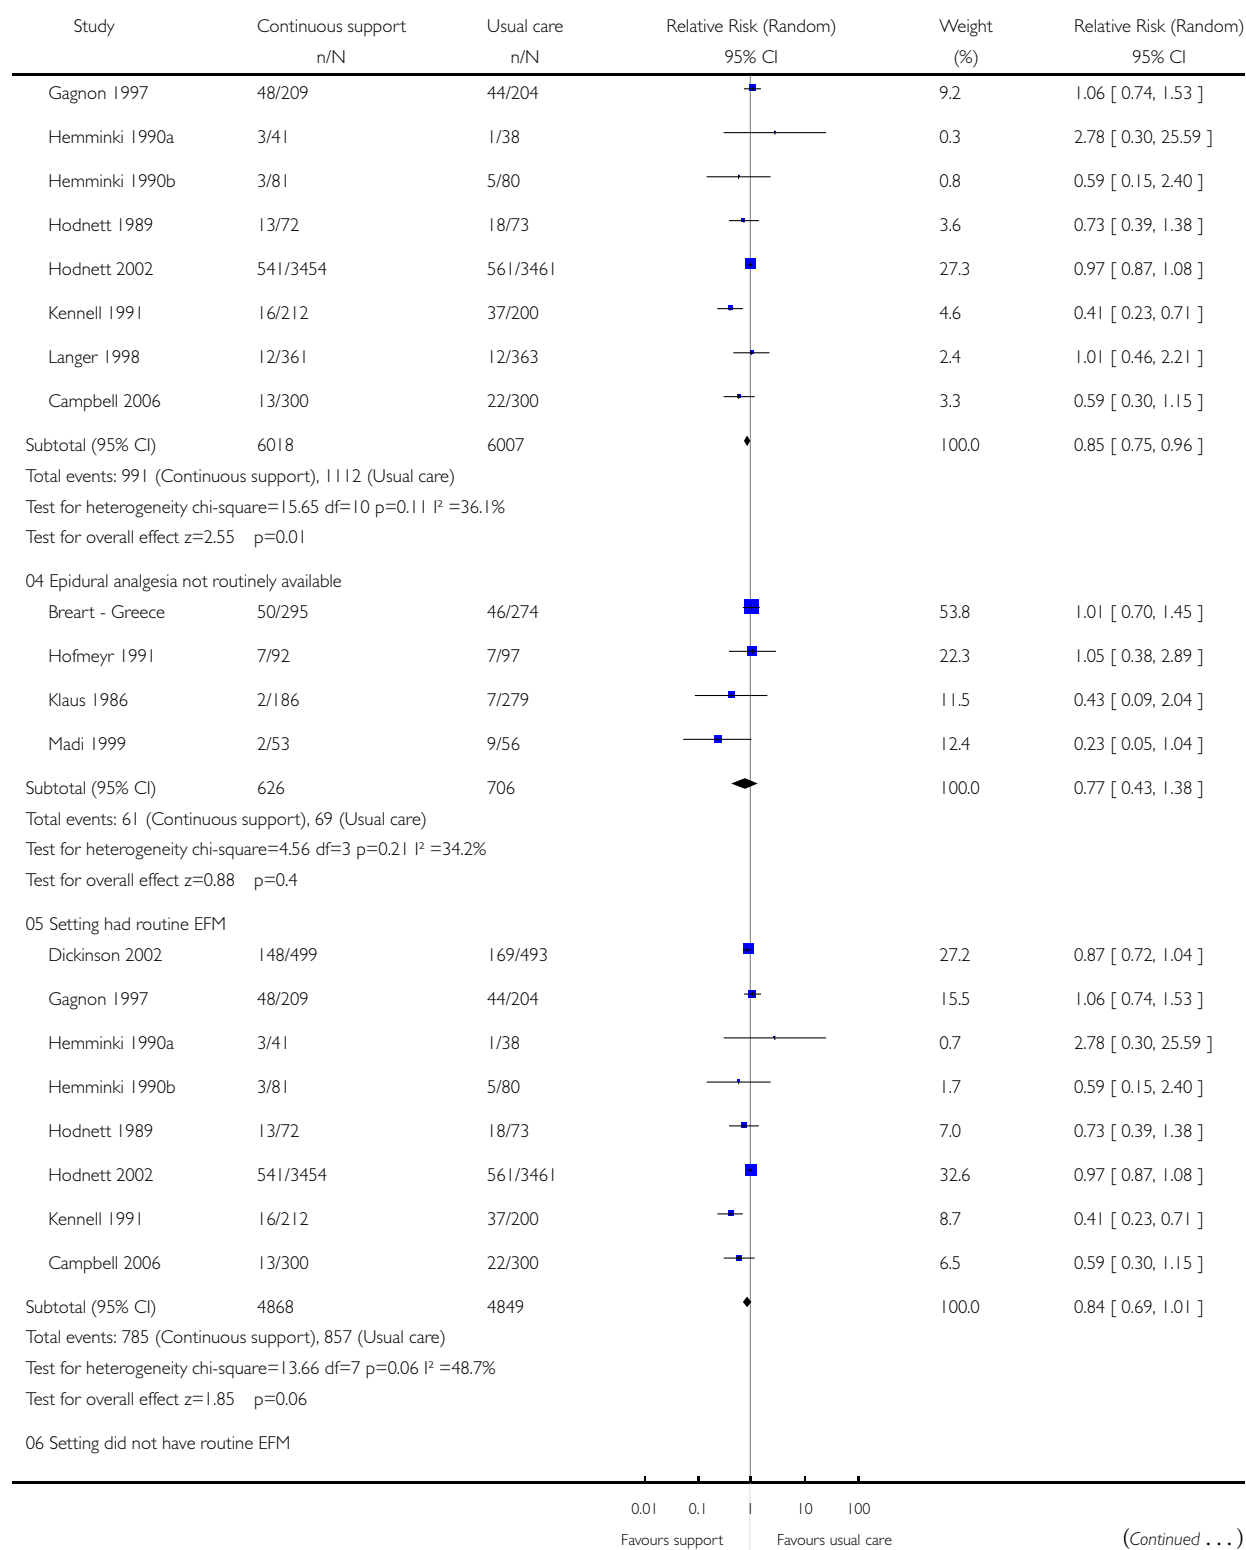 Study Continuous support Usual care Relative Risk (Random) Weight Relative Risk (Random)
n/N n/N 95% CI (%) 95% CI
Gagnon 1997 48/209 44/204 9.2 1.06 [ 0.74, 1.53 ]
Hemminki 1990a 3/41 1/38 0.3 2.78 [ 0.30, 25.59 ]
Hemminki 1990b 3/81 5/80 0.8 0.59 [ 0.15, 2.40 ]
Hodnett 1989 13/72 18/73 3.6 0.73 [ 0.39, 1.38 ]
Hodnett 2002 541/3454 561/3461 27.3 0.97 [ 0.87, 1.08 ]
Kennell 1991 16/212 37/200 4.6 0.41 [ 0.23, 0.71 ]
Langer 1998 12/361 12/363 2.4 1.01 [ 0.46, 2.21 ]
Campbell 2006 13/300 22/300 3.3 0.59 [ 0.30, 1.15 ]
Subtotal (95% CI) 6018 6007 100.0 0.85 [ 0.75, 0.96 ]
Total events: 991 (Continuous support), 1112 (Usual care)
Test for heterogeneity chi-square=15.65 df=10 p=0.11 I² =36.1%
Test for overall effect z=2.55 p=0.01
04 Epidural analgesia not routinely available
Breart - Greece 50/295 46/274 53.8 1.01 [ 0.70, 1.45 ]
Hofmeyr 1991 7/92 7/97 22.3 1.05 [ 0.38, 2.89 ]
Klaus 1986 2/186 7/279 11.5 0.43 [ 0.09, 2.04 ]
Madi 1999 2/53 9/56 12.4 0.23 [ 0.05, 1.04 ]
Subtotal (95% CI) 626 706 100.0 0.77 [ 0.43, 1.38 ]
Total events: 61 (Continuous support), 69 (Usual care)
Test for heterogeneity chi-square=4.56 df=3 p=0.21 I² =34.2%
Test for overall effect z=0.88 p=0.4
05 Setting had routine EFM
Dickinson 2002 148/499 169/493 27.2 0.87 [ 0.72, 1.04 ]
Gagnon 1997 48/209 44/204 15.5 1.06 [ 0.74, 1.53 ]
Hemminki 1990a 3/41 1/38 0.7 2.78 [ 0.30, 25.59 ]
Hemminki 1990b 3/81 5/80 1.7 0.59 [ 0.15, 2.40 ]
Hodnett 1989 13/72 18/73 7.0 0.73 [ 0.39, 1.38 ]
Hodnett 2002 541/3454 561/3461 32.6 0.97 [ 0.87, 1.08 ]
Kennell 1991 16/212 37/200 8.7 0.41 [ 0.23, 0.71 ]
Campbell 2006 13/300 22/300 6.5 0.59 [ 0.30, 1.15 ]
Subtotal (95% CI) 4868 4849 100.0 0.84 [ 0.69, 1.01 ]
Total events: 785 (Continuous support), 857 (Usual care)
Test for heterogeneity chi-square=13.66 df=7 p=0.06 I² =48.7%
Test for overall effect z=1.85 p=0.06
06 Setting did not have routine EFM
0.01 0.1 1 10 100
Favours support Favours usual care (Continued . . . )